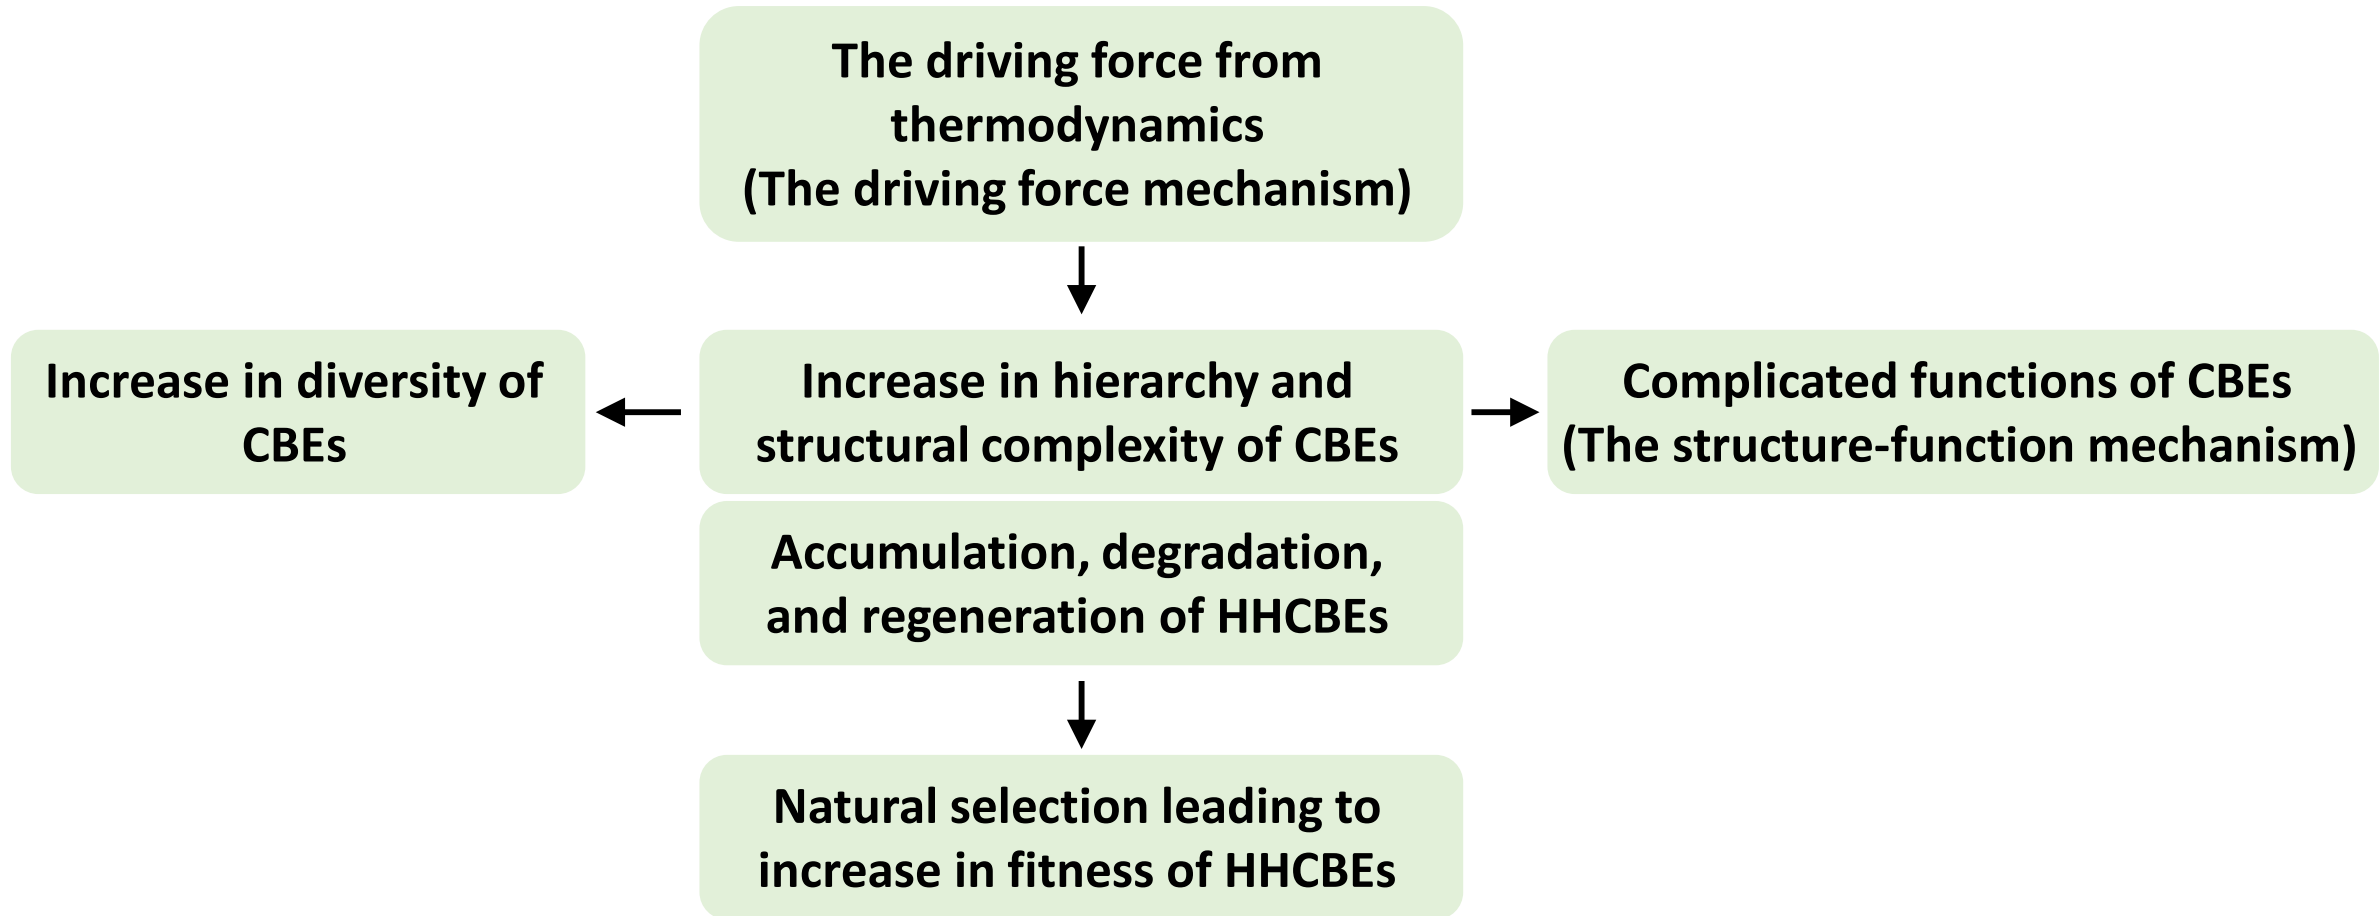 The driving force from
thermodynamics
(The driving force mechanism)
Increase in diversity of
CBEs
Increase in hierarchy and
structural complexity of CBEs
Complicated functions of CBEs
(The structure-function mechanism)
Accumulation, degradation,
and regeneration of HHCBEs
Natural selection leading to
increase in fitness of HHCBEs